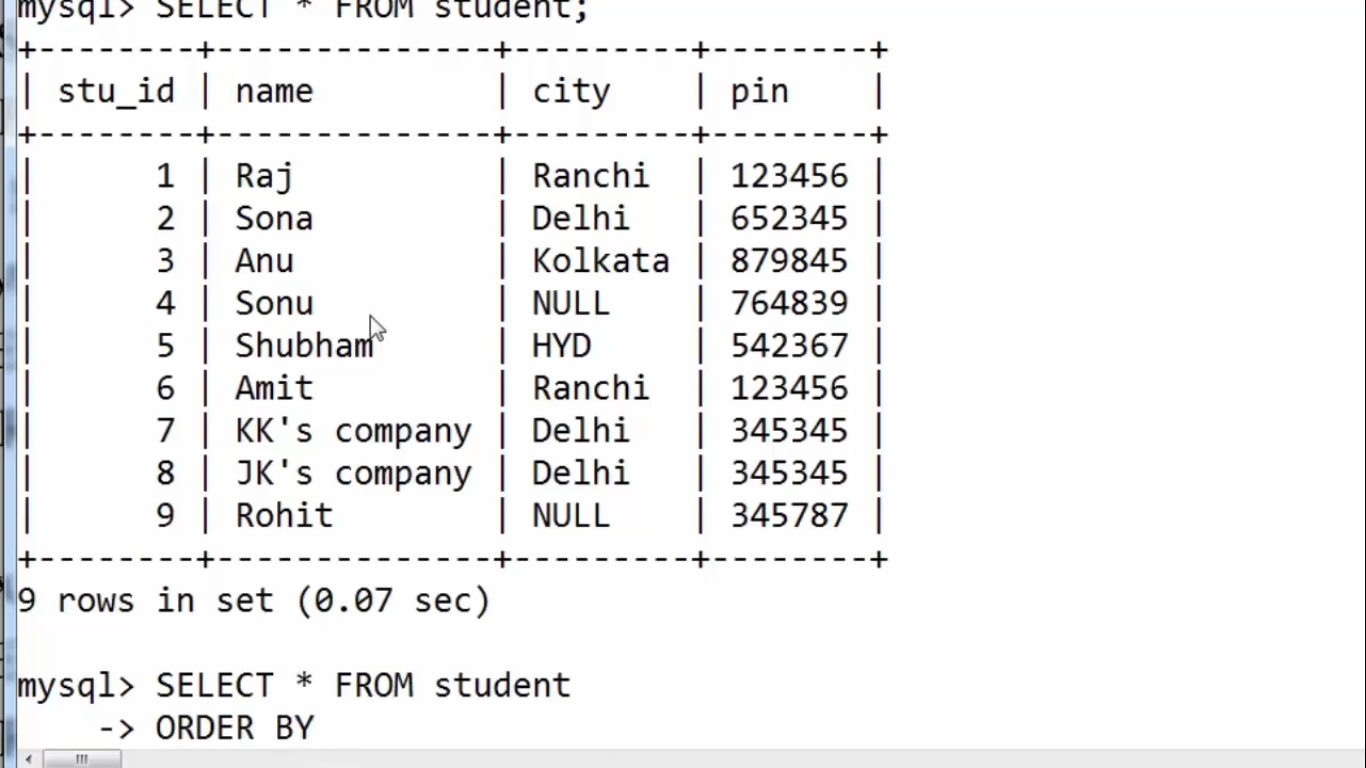 mysql> SELECT * FROM student;
+--------+--------------+---------+--------+
| stu_id | name         | city    | pin    |
+--------+--------------+---------+--------+
|      1 | Raj          | Ranchi  | 123456 |
|      2 | Sona         | Delhi   | 652345 |
|      3 | Anu          | Kolkata | 879845 |
|      4 | Sonu         | NULL    | 764839 |
|      5 | Shubham      | HYD     | 542367 |
|      6 | Amit         | Ranchi  | 123456 |
|      7 | KK's company | Delhi   | 345345 |
|      8 | JK's company | Delhi   | 345345 |
|      9 | Rohit        | NULL    | 345787 |
+--------+--------------+---------+--------+
9 rows in set (0.07 sec)
mysql> SELECT * FROM student
    -> ORDER BY